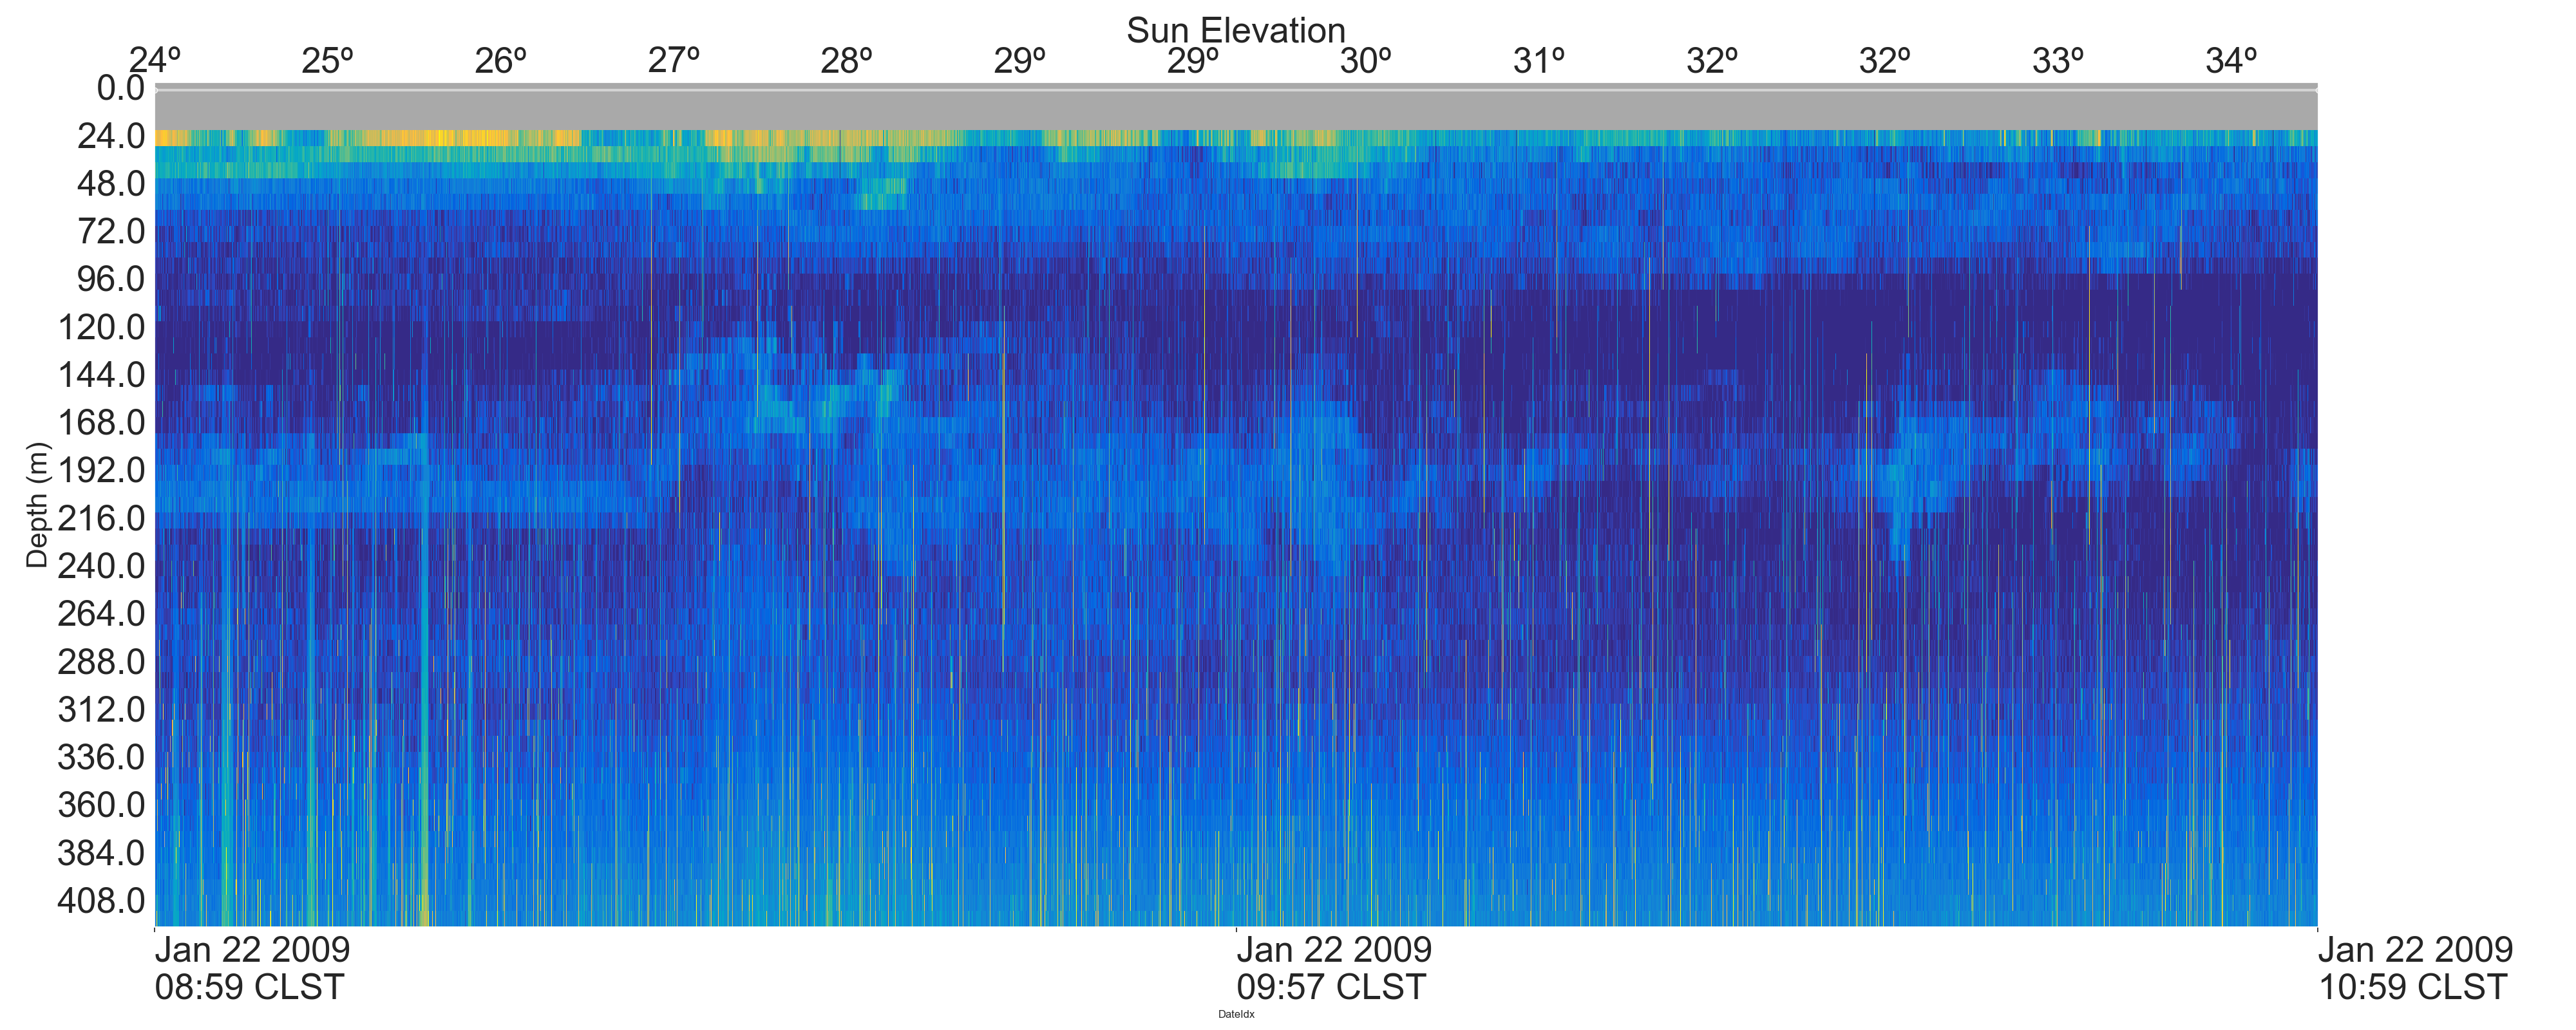 Sun Elevation
24º 25º 26º 27º 28º 29º 29º 30º 31º 32º 32º 33º 34º
0.0
24.0
48.0
72.0
96.0
120.0
144.0
168.0
192.0
216.0
240.0
264.0
288.0
312.0
336.0
360.0
384.0
408.0
Depth (m)
Jan 22 2009
08:59 CLST
Jan 22 2009
09:57 CLST
Jan 22 2009
10:59 CLST
DateIdx